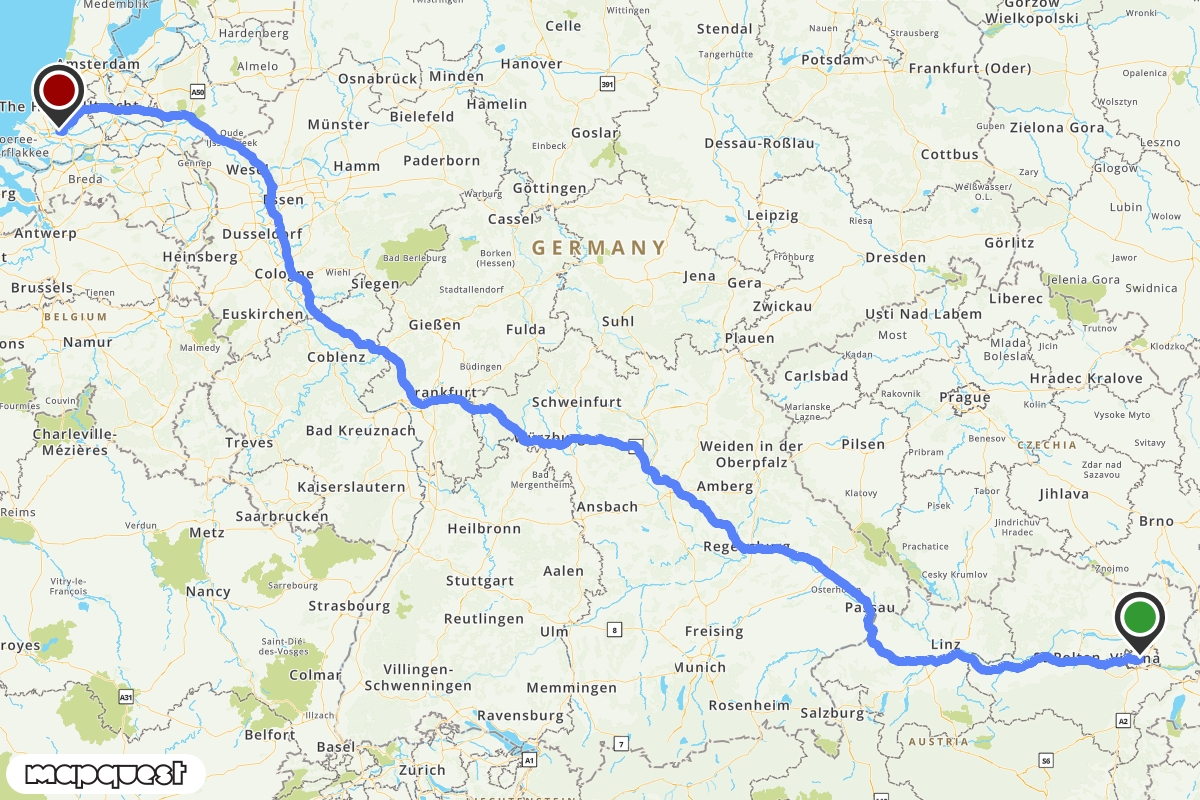 Medemblik
Wittingen
Gorzow
Wielkopolski
Wronki
Celle
Stendal
Nauen
Strausberg
Hardenberg
Tangerhütte
Amsterdam
Almelo
Osnabrück
Minden
Hanover
Potsdam
Frankfurt (Oder)
Opalenica
391
A50
The H
Utrecht
Hamelin
Wolsztyn
Münster
Bielefeld
Goslar
Guben
Zielona Gora
Oude
IJsselstreek
Einbeck
Dessau-Roßlau
Leszno
Gennep
Wesel
Hamm
Paderborn
Cottbus
Glogow
Breda
Zary
Warburg
Göttingen
Weißwasser/
O.L.
Essen
Lubin
Wolow
Cassel
Leipzig
Riesa
Antwerp
Dusseldorf
GERMANY
Görlitz
Heinsberg
Bad Berleburg
Borken
(Hessen)
Frohburg
Dresden
Jawor
Cologne
Wiehl
Siegen
Stadtallendorf
Jena
Gera
Jelenia Gora
Swidnica
Brussels
Tienen
Liberec
Zwickau
BELGIUM
Euskirchen
Gießen
Fulda
Suhl
Usti Nad Labem
Trutnov
Namur
Malmedy
Plauen
Most
Mlada
Boleslav
Jicin
Klodzko
Coblenz
Büdingen
Kadan
Carlsbad
Hradec Kralove
Frankfurt
Rakovnik
Prague
Fourmies
Couvin
Schweinfurt
Marianske
Lazne
Kolin
Vysoke Myto
Charleville-
Mézières
Treves
Bad Kreuznach
Würzburg
Weiden in der
Oberpfalz
Pilsen
Benesov
CZECHIA
Svitavy
Pribram
Zdar nad
Sazavou
Bad
Mergentheim
Kaiserslautern
Amberg
Klatovy
Tabor
Jihlava
Reims
Saarbrucken
Ansbach
Pisek
Verdun
Metz
Heilbronn
Jindrichuv
Hradec
Brno
Regensburg
Prachatice
Sarrebourg
Stuttgart
Aalen
Cesky Krumlov
Znojmo
Vitry-le-
François
Nancy
Strasbourg
Osterho
Passau
Reutlingen
Ulm
8
Freising
Saint-Dié-
des-Vosges
Linz
Polten
Vienna
Colmar
Villingen-
Schwenningen
Memmingen
Munich
A31
Rosenheim
Salzburg
Illzach
Ravensburg
A2
Belfort
Basel
7
AUSTRIA
A1
S6
Zurich
mapquest